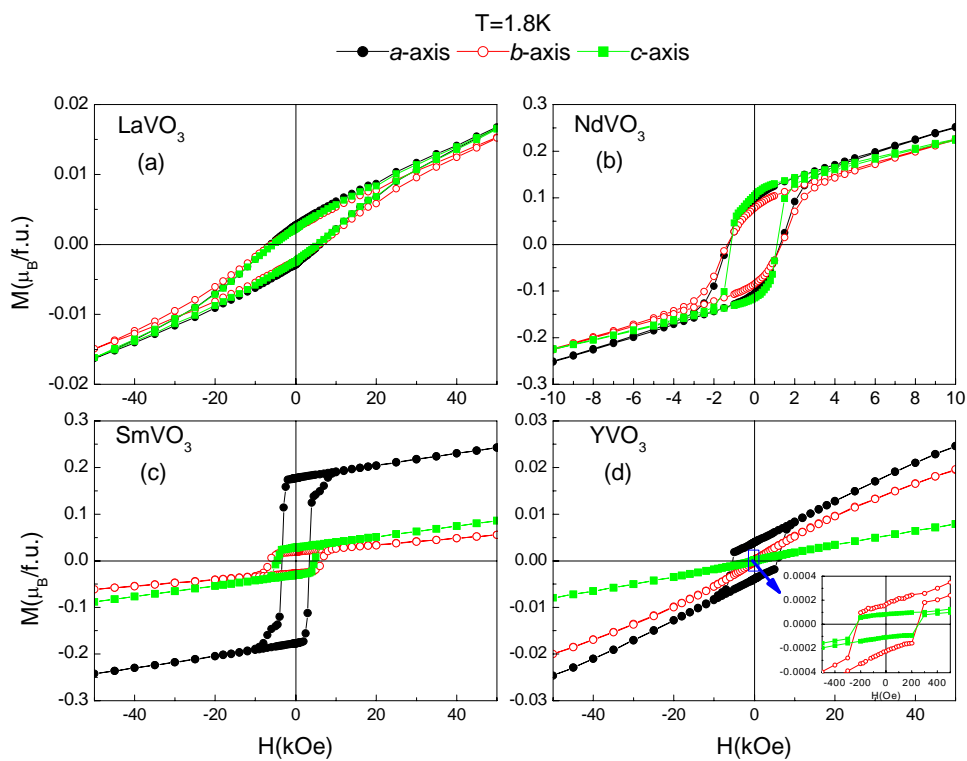 T=1.8K
a-axis b-axis c-axis
0.02
0.01
0.00
-0.01
-0.02
M(μB/f.u.)
LaVO3
(a)
-40 -20 0 20 40
0.3
0.2
0.1
0.0
-0.1
-0.2
-0.3
NdVO3
(b)
-10 -8 -6 -4 -2 0 2 4 6 8 10
0.3
0.2
0.1
0.0
-0.1
-0.2
-0.3
M(μB/f.u.)
SmVO3
(c)
-40 -20 0 20 40
H(kOe)
0.03
0.02
0.01
0.00
-0.01
-0.02
-0.03
YVO3
(d)
0.0004
0.0002
0.0000
-0.0002
-0.0004
-400 -200 0 200 400
H(Oe)
-40 -20 0 20 40
H(kOe)